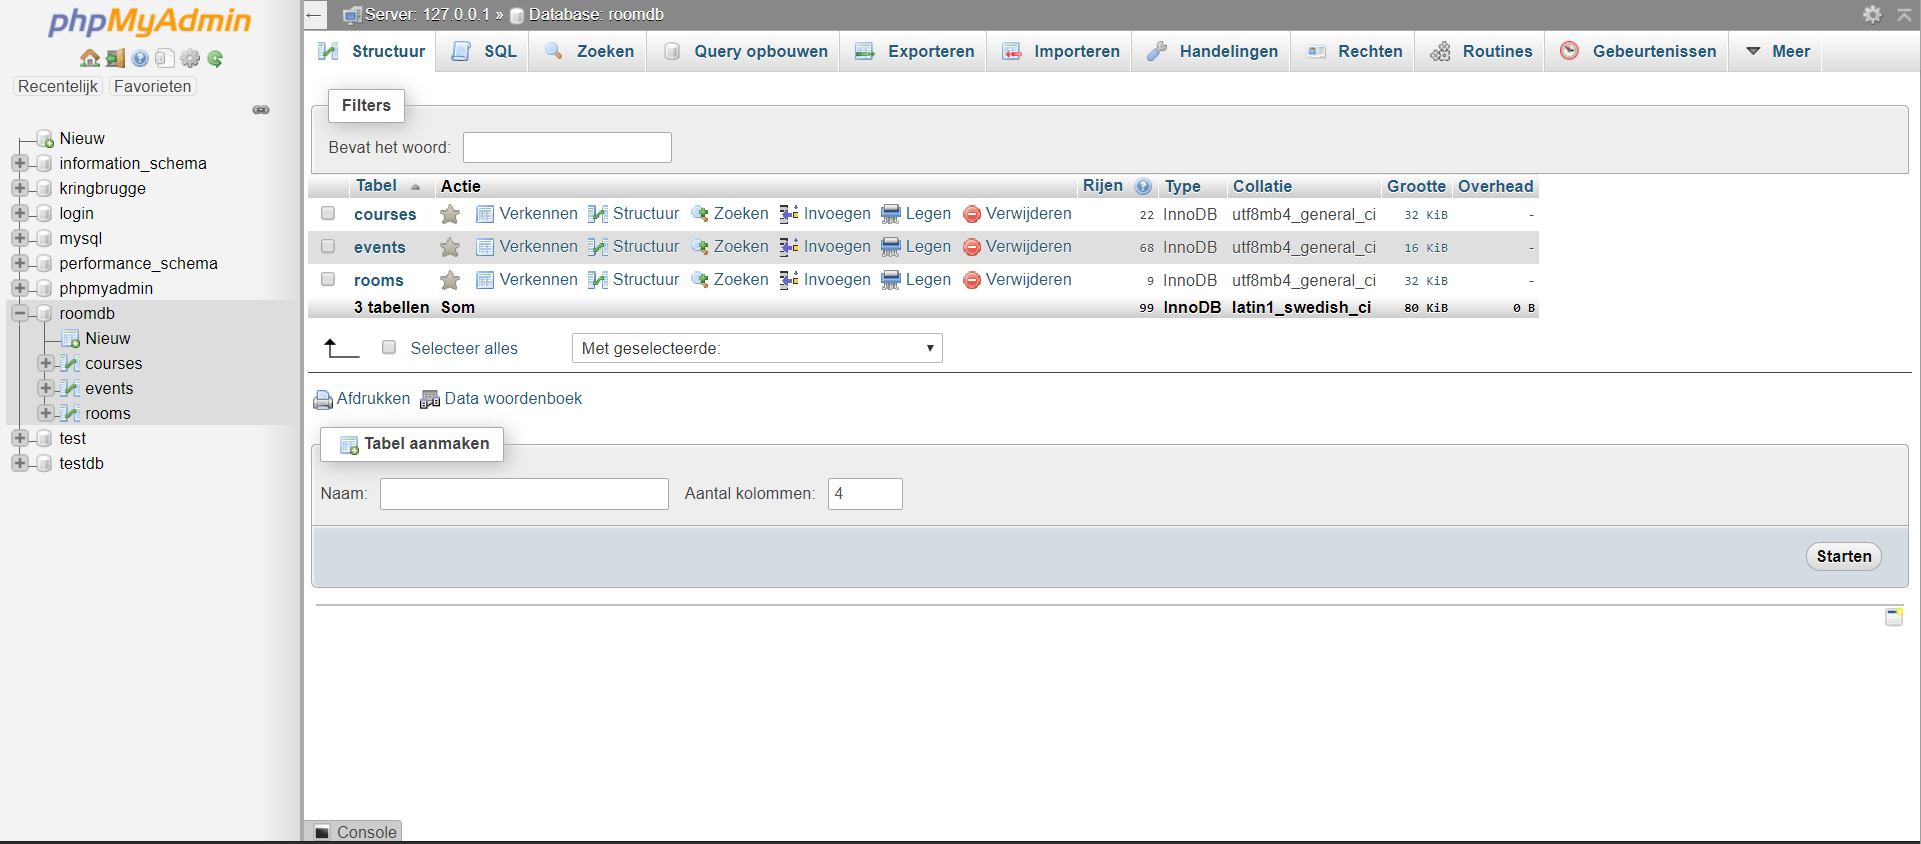 phpMyAdmin
Recentelijk Favorieten
Nieuw
information_schema
kringbrugge
login
mysql
performance_schema
phpmyadmin
roomdb
Nieuw
courses
events
rooms
test
testdb
Server: 127.0.0.1 » Database: roomdb
Structuur SQL Zoeken Query opbouwen Exporteren Importeren Handelingen Rechten Routines Gebeurtenissen Meer
Filters
Bevat het woord:
Tabel Actie Rijen Type Collatie Grootte Overhead
courses Verkennen Structuur Zoeken Invoegen Legen Verwijderen 22 InnoDB utf8mb4_general_ci 32 KiB -
events Verkennen Structuur Zoeken Invoegen Legen Verwijderen 68 InnoDB utf8mb4_general_ci 16 KiB -
rooms Verkennen Structuur Zoeken Invoegen Legen Verwijderen 9 InnoDB utf8mb4_general_ci 32 KiB -
3 tabellen Som 99 InnoDB latin1_swedish_ci 80 KiB 0 B
Selecteer alles Met geselecteerde:
Afdrukken Data woordenboek
Tabel aanmaken
Naam: Aantal kolommen: 4
Starten
Console